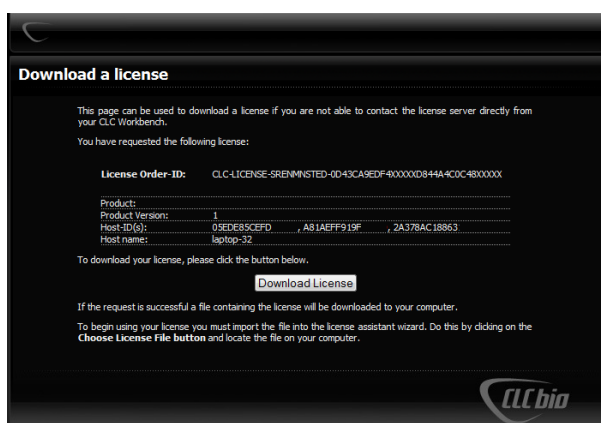 Download a license
This page can be used to download a license if you are not able to contact the license server directly from
your CLC Workbench.
You have requested the following license:
License Order-ID: CLC-LICENSE-SRENMNSTED-0D43CA9EDF4XXXXXD844A4C0C48XXXXX
Product:
Product Version: 1
Host-ID(s): 05EDE85CEFD , A81AEFF919F , 2A378AC18863
Host name: laptop-32
To download your license, please click the button below.
Download License
If the request is successful a file containing the license will be downloaded to your computer.
To begin using your license you must import the file into the license assistant wizard. Do this by clicking on the
Choose License File button and locate the file on your computer.
CLC bio